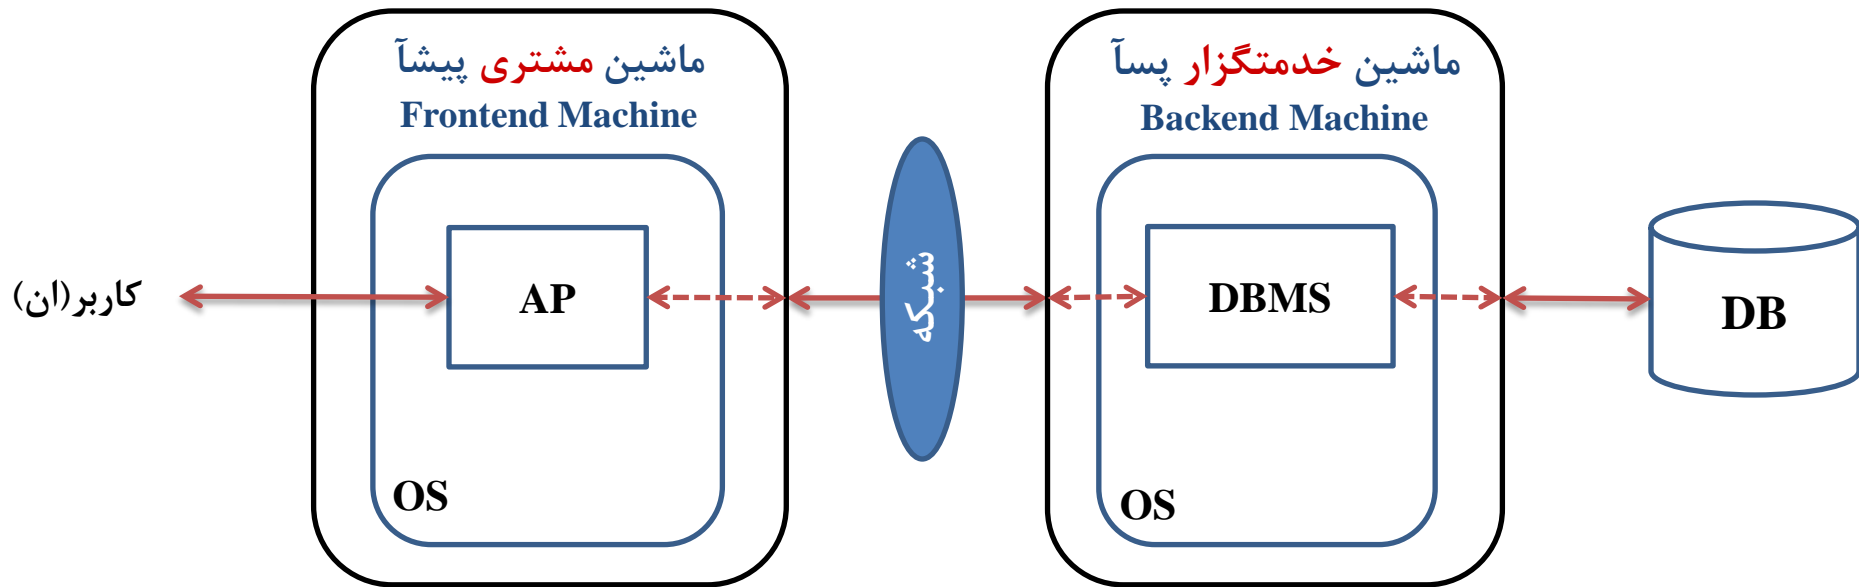 ماشین مشتری پیشآ
Frontend Machine
ماشین خدمتگزار پسآ
Backend Machine
کاربر(ان)
AP
شبکه
DBMS
DB
OS
OS